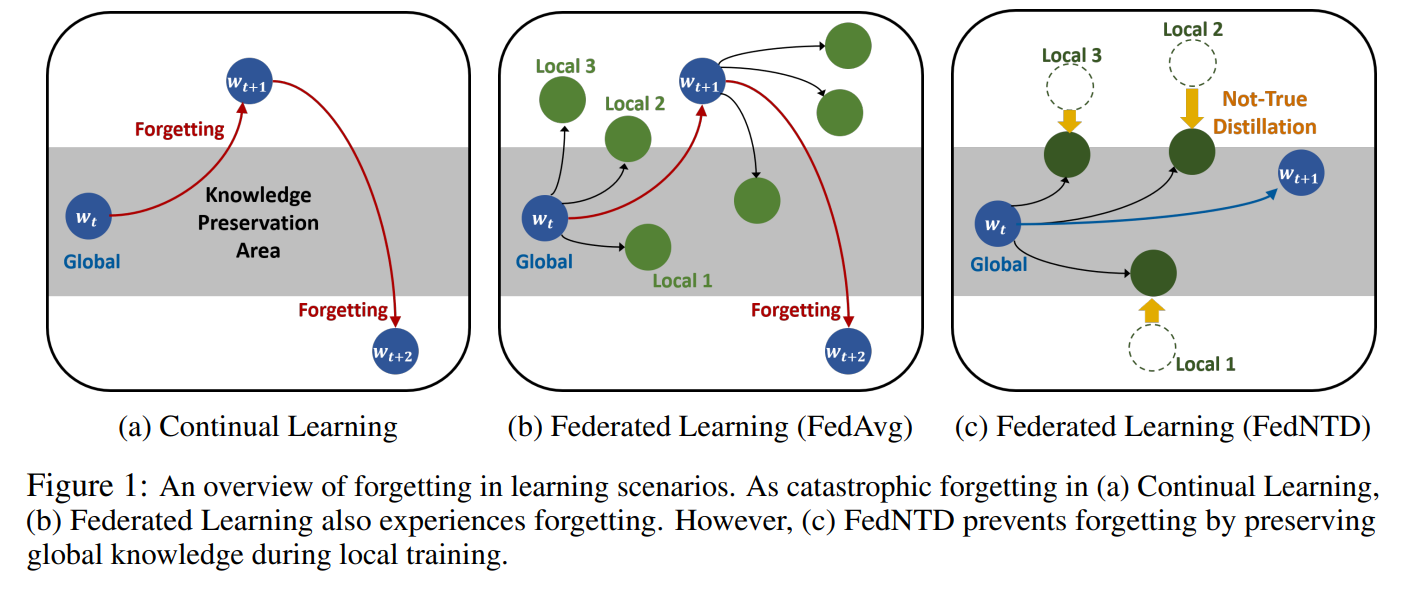 w_{t+1}
Forgetting
Knowledge
Preservation
Area
w_t
Global
Forgetting
w_{t+2}
(a) Continual Learning
Local 3
Local 2
w_{t+1}
w_t
Global
Local 1
Forgetting
w_{t+2}
(b) Federated Learning (FedAvg)
Local 2
Local 3
Not-True
Distillation
w_{t+1}
w_t
Global
Local 1
(c) Federated Learning (FedNTD)
Figure 1: An overview of forgetting in learning scenarios. As catastrophic forgetting in (a) Continual Learning,
(b) Federated Learning also experiences forgetting. However, (c) FedNTD prevents forgetting by preserving
global knowledge during local training.